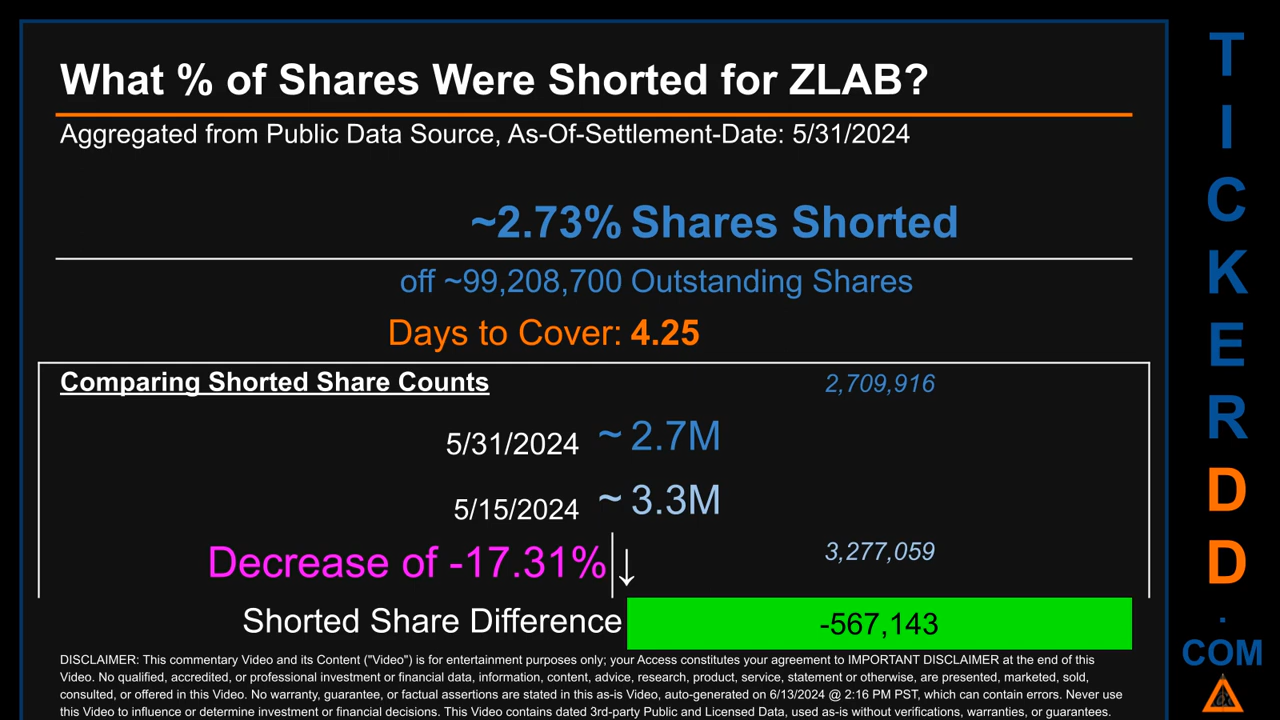 What % of Shares Were Shorted for ZLAB?
Aggregated from Public Data Source, As-Of-Settlement-Date: 5/31/2024
~2.73% Shares Shorted
off ~99,208,700 Outstanding Shares
Days to Cover: 4.25
Comparing Shorted Share Counts
2,709,916
5/31/2024 ~ 2.7M
5/15/2024 ~ 3.3M
3,277,059
Decrease of -17.31% ↓
Shorted Share Difference -567,143
DISCLAIMER: This commentary Video and its Content ("Video") is for entertainment purposes only; your Access constitutes your agreement to IMPORTANT DISCLAIMER at the end of this
Video. No qualified, accredited, or professional investment or financial data, information, content, advice, research, product, service, statement or otherwise, are presented, marketed, sold,
consulted, or offered in this Video. No warranty, guarantee, or factual assertions are stated in this as-is Video, auto-generated on 6/13/2024 @ 2:16 PM PST, which can contain errors. Never use
this Video to influence or determine investment or financial decisions. This Video contains dated 3rd-party Public and Licensed Data, used as-is without verifications, warranties, or guarantees.
T
I
C
K
E
R
D
D
.
COM